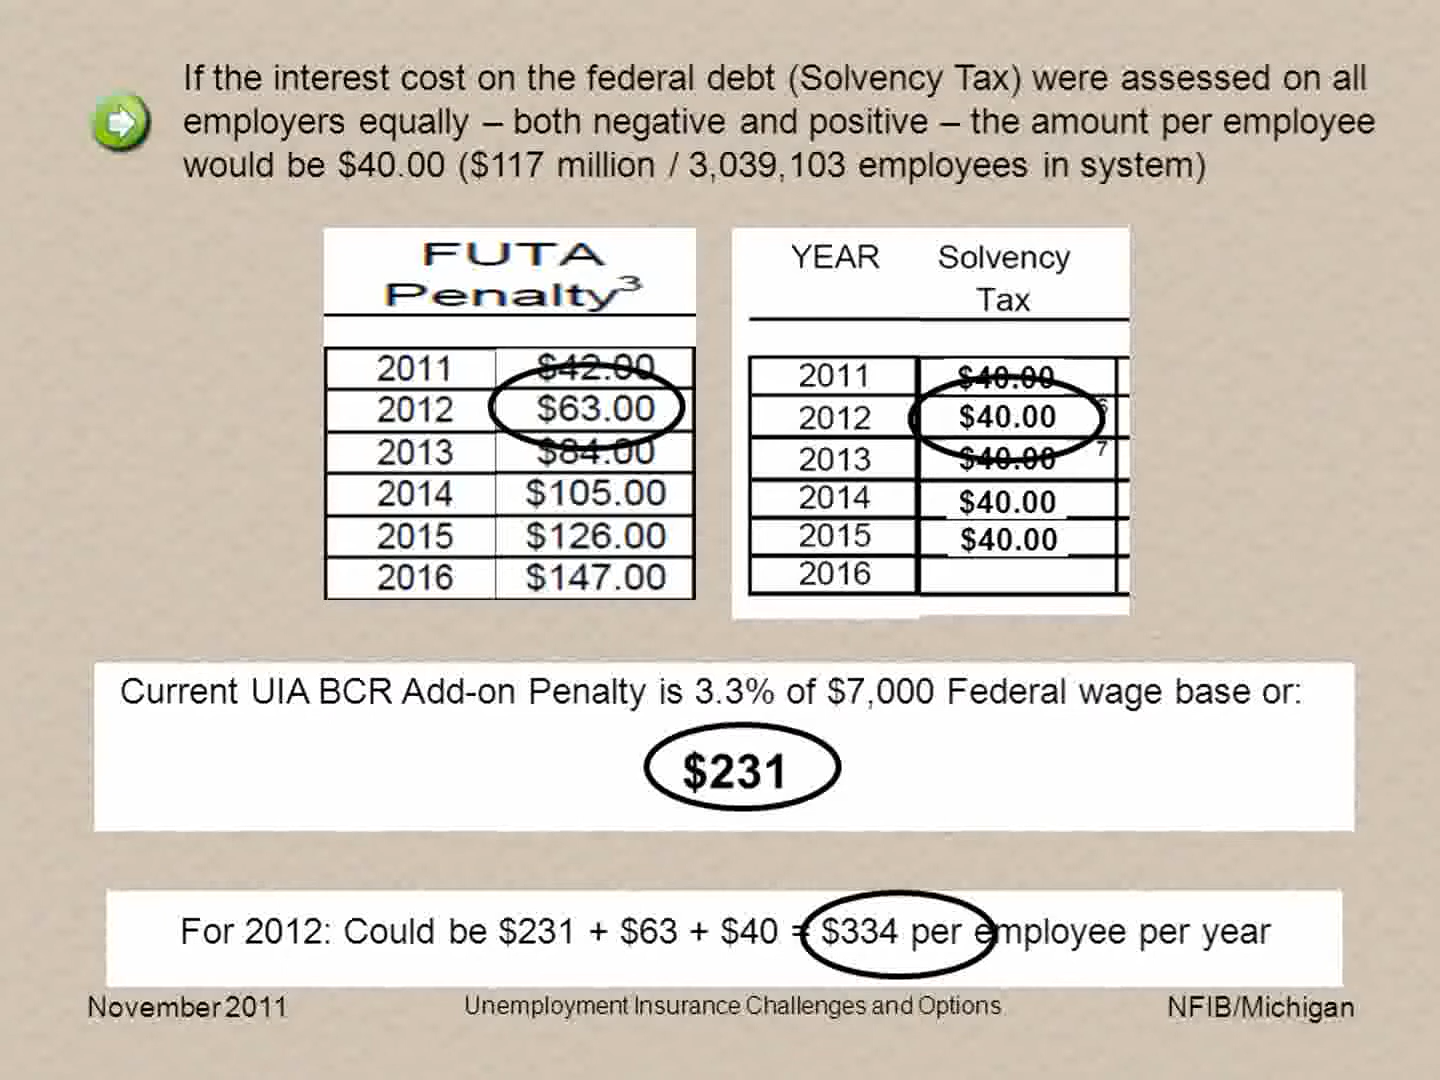 If the interest cost on the federal debt (Solvency Tax) were assessed on all
employers equally – both negative and positive – the amount per employee
would be $40.00 ($117 million / 3,039,103 employees in system)
FUTA
Penalty3
2011 $42.00
2012 $63.00
2013 $84.00
2014 $105.00
2015 $126.00
2016 $147.00
YEAR Solvency
Tax
2011 $40.00
2012 $40.00
2013 $40.00 7
2014 $40.00
2015 $40.00
2016
Current UIA BCR Add-on Penalty is 3.3% of $7,000 Federal wage base or:
$231
For 2012: Could be $231 + $63 + $40 = $334 per employee per year
November 2011 Unemployment Insurance Challenges and Options NFIB/Michigan